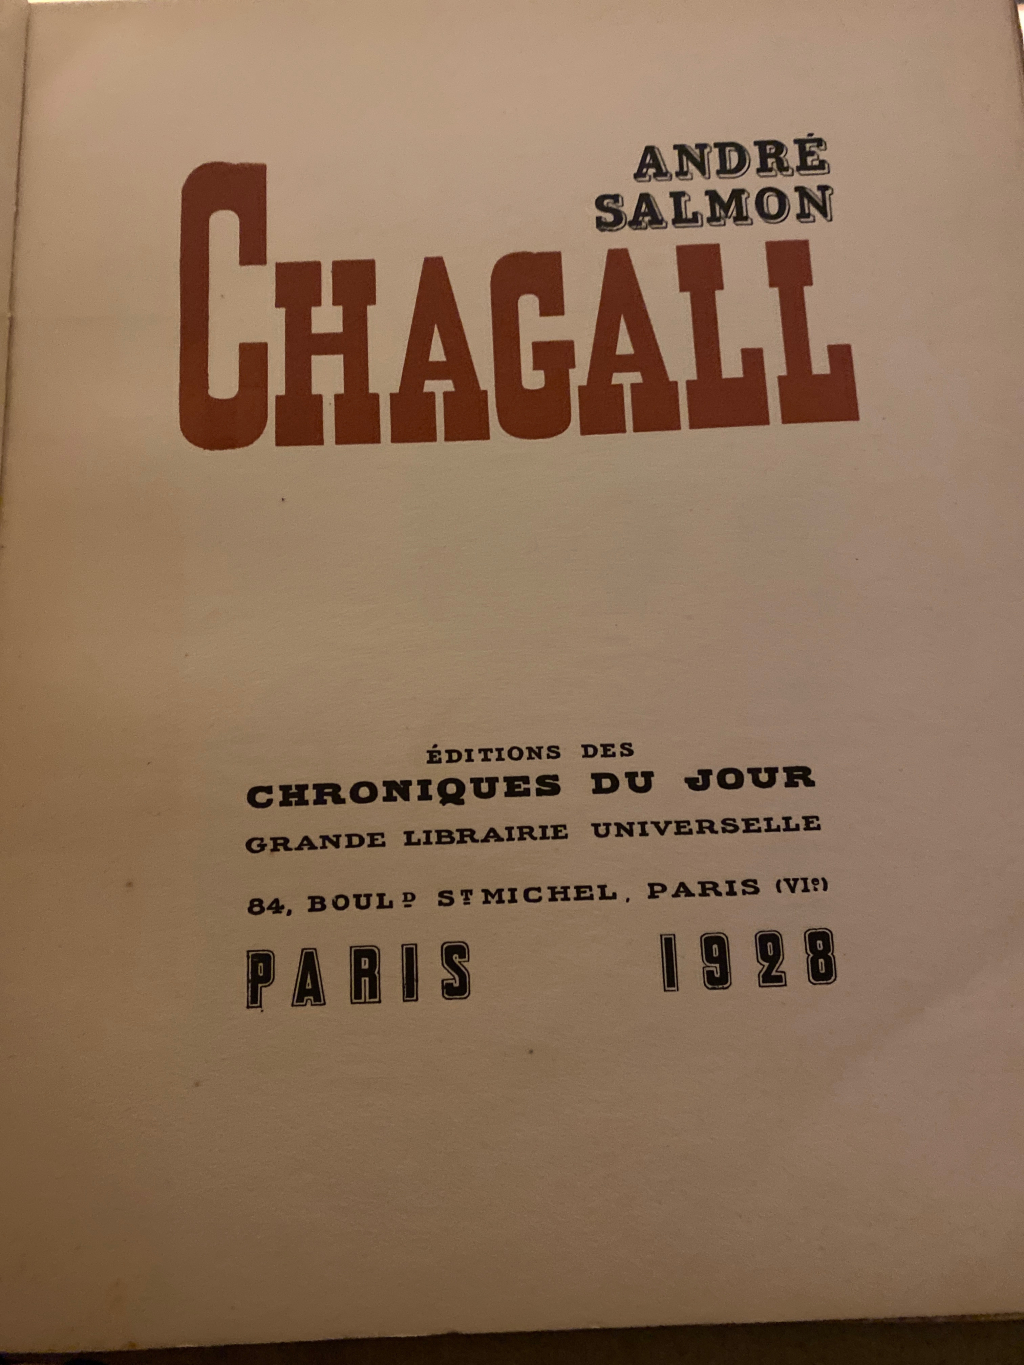 ANDRÉ
SALMON
CHAGALL
ÉDITIONS DES
CHRONIQUES DU JOUR
GRANDE LIBRAIRIE UNIVERSELLE
84, BOULD ST MICHEL, PARIS (VIe)
PARIS 1928